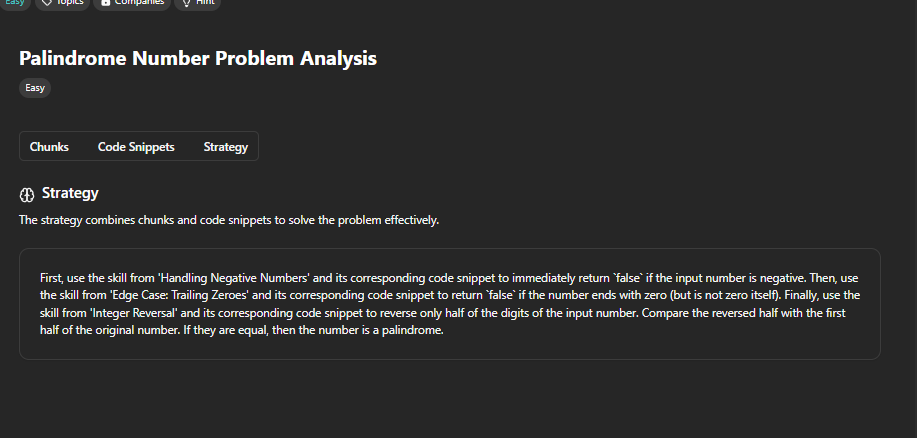 Easy Topics Companies Hint
Palindrome Number Problem Analysis
Easy
Chunks Code Snippets Strategy
Strategy
The strategy combines chunks and code snippets to solve the problem effectively.
First, use the skill from 'Handling Negative Numbers' and its corresponding code snippet to immediately return `false` if the input number is negative. Then, use
the skill from 'Edge Case: Trailing Zeroes' and its corresponding code snippet to return `false` if the number ends with zero (but is not zero itself). Finally, use the
skill from 'Integer Reversal' and its corresponding code snippet to reverse only half of the digits of the input number. Compare the reversed half with the first
half of the original number. If they are equal, then the number is a palindrome.